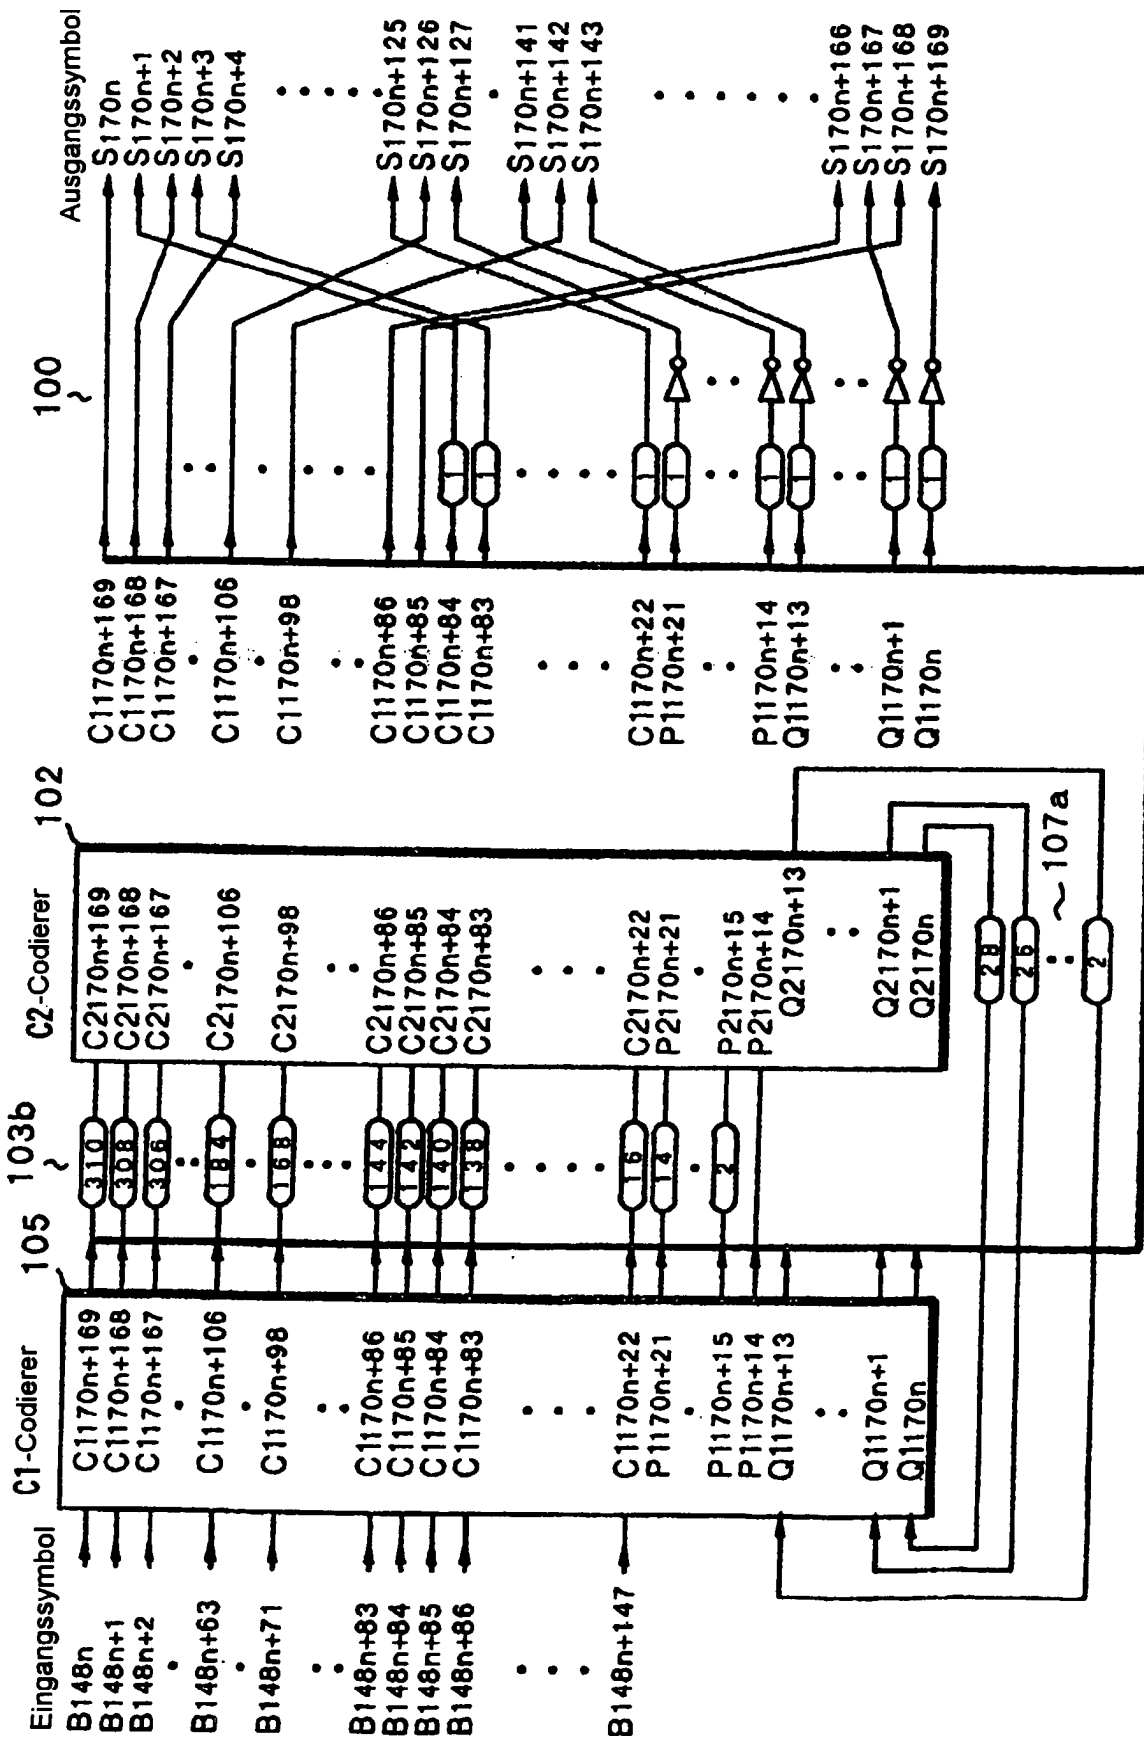 Eingangssymbol
B148n
B148n+1
B148n+2
B148n+63
B148n+71
B148n+83
B148n+84
B148n+85
B148n+86
B148n+147
C1-Codierer
105
C1170n+169
C1170n+168
C1170n+167
C1170n+106
C1170n+98
C1170n+86
C1170n+85
C1170n+84
C1170n+83
C1170n+22
P1170n+21
P1170n+15
P1170n+14
Q1170n+13
Q1170n+1
Q1170n
103b
310
308
306
184
168
144
142
140
138
16
14
2
C2-Codierer
102
C2170n+169
C2170n+168
C2170n+167
C2170n+106
C2170n+98
C2170n+86
C2170n+85
C2170n+84
C2170n+83
C2170n+22
P2170n+21
P2170n+15
P2170n+14
Q2170n+13
Q2170n+1
Q2170n
28
26
2
107a
C1170n+169
C1170n+168
C1170n+167
C1170n+106
C1170n+98
C1170n+86
C1170n+85
C1170n+84
C1170n+83
C1170n+22
P1170n+21
P1170n+14
Q1170n+13
Q1170n+1
Q1170n
100
1
1
1
1
1
1
1
1
Ausgangssymbol
S170n
S170n+1
S170n+2
S170n+3
S170n+4
S170n+125
S170n+126
S170n+127
S170n+141
S170n+142
S170n+143
S170n+166
S170n+167
S170n+168
S170n+169